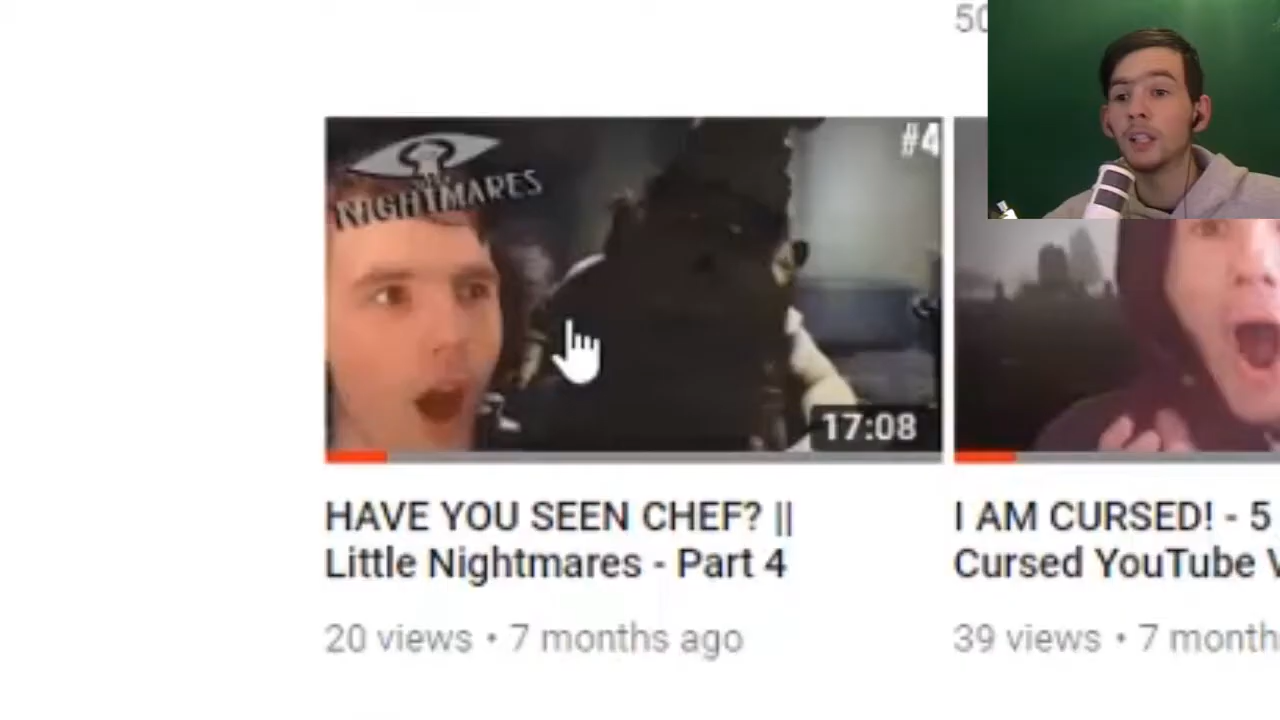 50
#4
NIGHTMARES
17:08
HAVE YOU SEEN CHEF? ||
Little Nightmares - Part 4
20 views • 7 months ago
I AM CURSED! - 5
Cursed YouTube V
39 views • 7 month